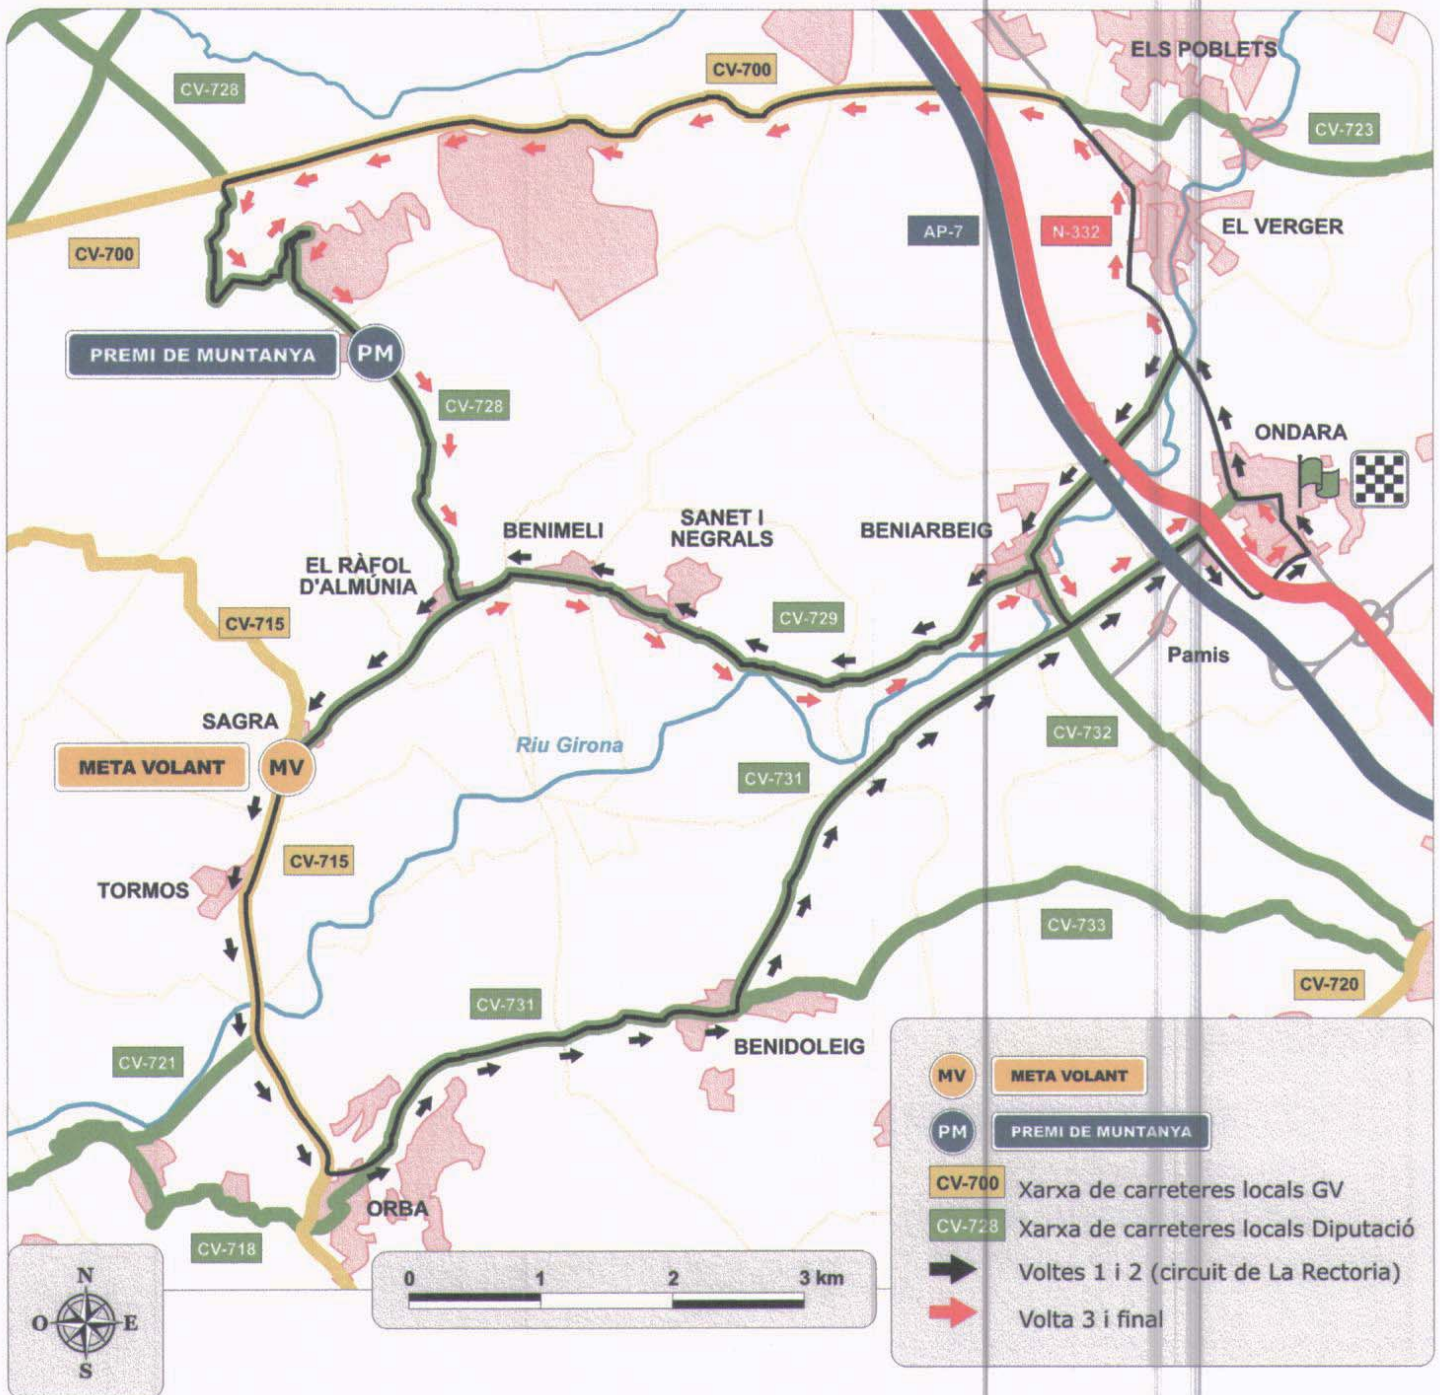 ELS POBLETS
CV-700
CV-728
CV-723
AP-7
N-332
EL VERGER
CV-700
PREMI DE MUNTANYA
PM
CV-728
ONDARA
BENIMELI
SANET I
NEGRALS
BENIARBEIG
EL RÀFOL
D'ALMÚNIA
CV-715
CV-729
Pamis
SAGRA
Riu Girona
CV-732
META VOLANT
MV
CV-731
CV-715
TORMOS
CV-733
CV-720
CV-731
BENIDOLEIG
CV-721
ORBA
CV-718
N
O
E
S
0
1
2
3 km
MV
META VOLANT
PM
PREMI DE MUNTANYA
CV-700
Xarxa de carreteres locals GV
CV-728
Xarxa de carreteres locals Diputació
Voltes 1 i 2 (circuit de La Rectoria)
Volta 3 i final